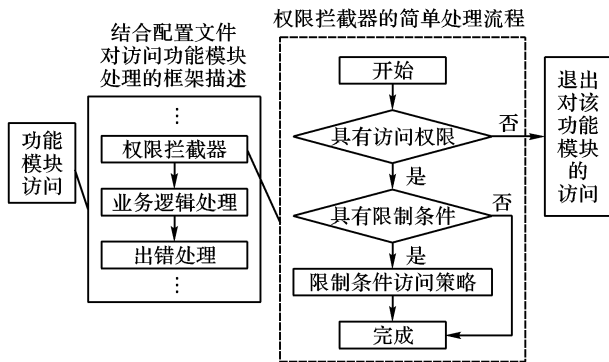 结合配置文件
对访问功能模块
处理的框架描述
功能
模块
访问
⋮
权限拦截器
业务逻辑处理
出错处理
⋮
权限拦截器的简单处理流程
开始
具有访问权限
否
是
具有限制条件
否
是
限制条件访问策略
完成
退出
对该
功能
模块
的
访问